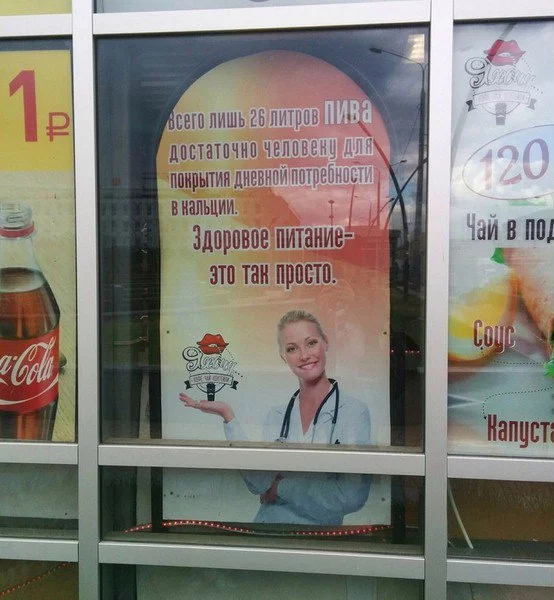 1₽
Coca-Cola
Всего лишь 26 литров ПИВа
достаточно человеку для
покрытия дневной потребности
в кальции.
Здоровое питание-
это так просто.
120
Чай в под
Соус
Капуста